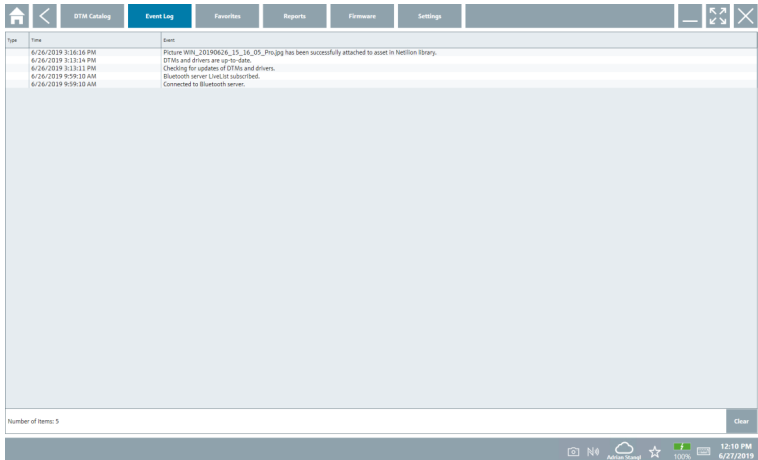 DTM Catalog Event Log Favorites Reports Firmware Settings
Type Time Event
6/26/2019 3:16:16 PM Picture WIN_20190626_15_16_05_Pro.jpg has been successfully attached to asset in Netilion library.
6/26/2019 3:13:14 PM DTMs and drivers are up-to-date.
6/26/2019 3:13:11 PM Checking for updates of DTMs and drivers.
6/26/2019 9:59:10 AM Bluetooth server LiveList subscribed.
6/26/2019 9:59:10 AM Connected to Bluetooth server.
Number of Items: 5 Clear
12:10 PM
Adrian Stanal 100% 6/27/2019